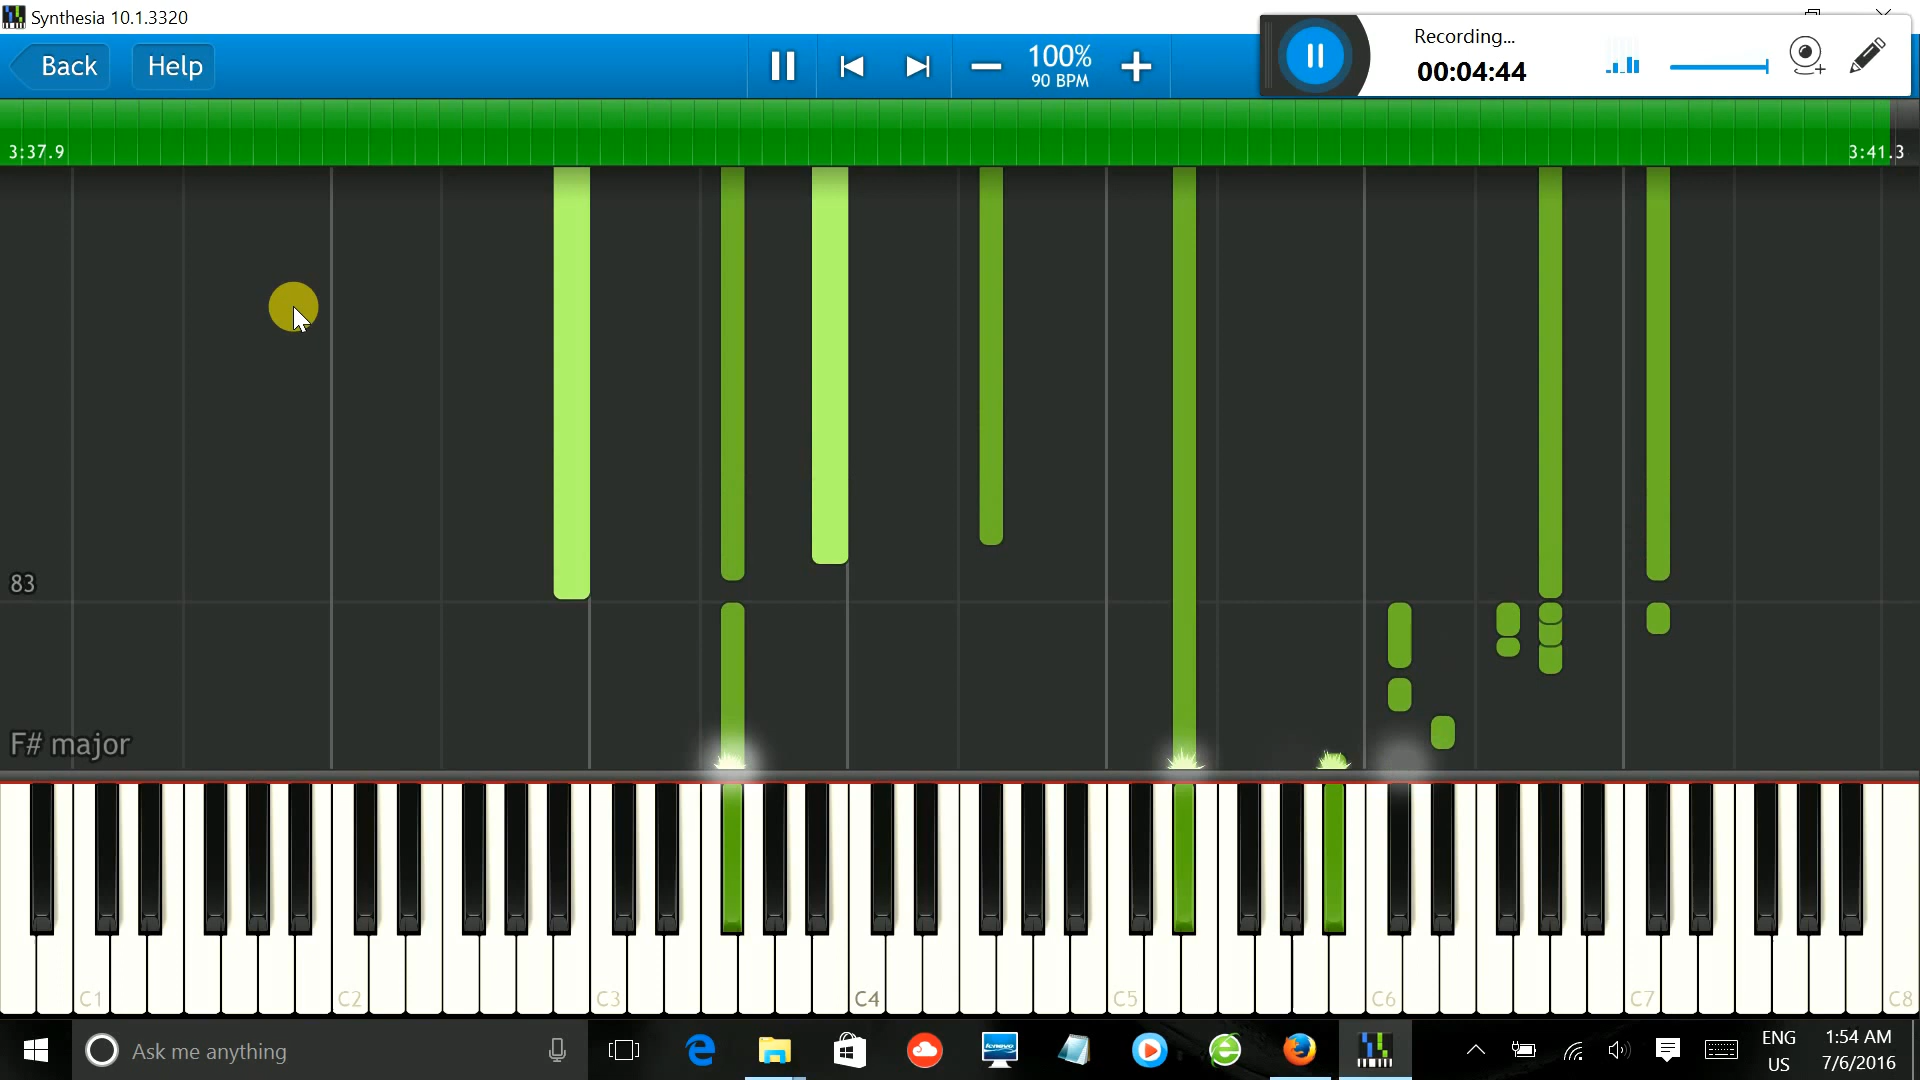 Synthesia 10.1.3320
Back
Help
100%
90 BPM
Recording...
00:04:44
3:37.9
3:41.3
83
F# major
C1
C2
C3
C4
C5
C6
C7
C8
Ask me anything
lenovo
ENG
US
1:54 AM
7/6/2016